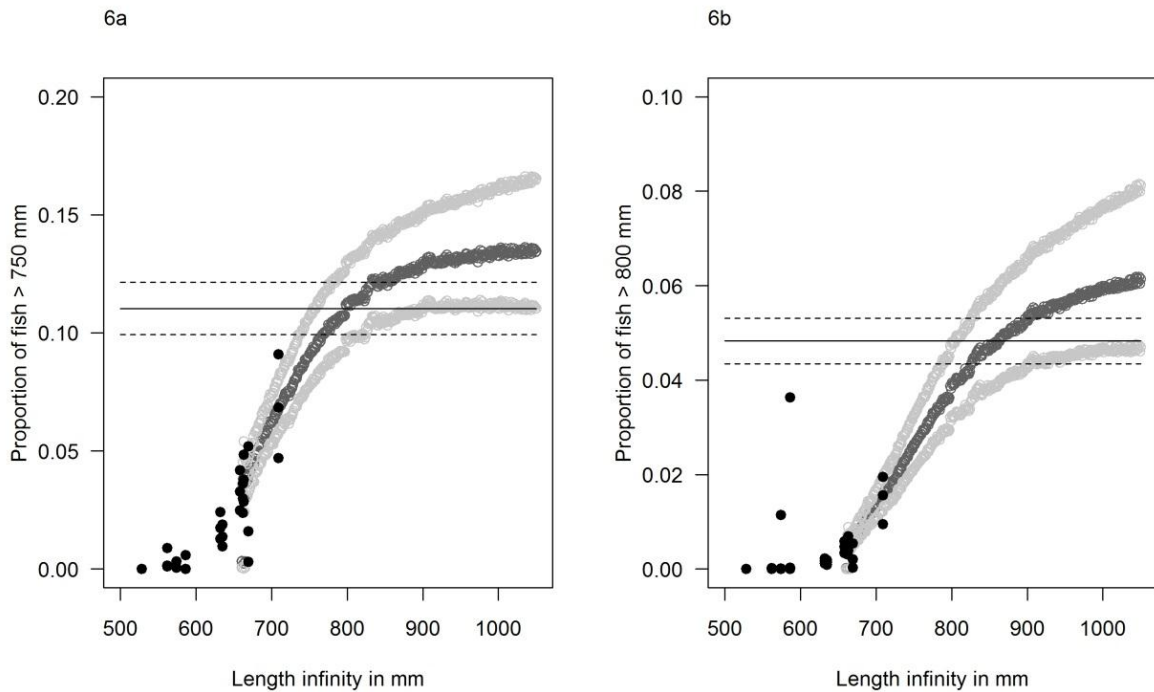 6a
6b
0.20
0.15
0.10
0.05
0.00
Proportion of fish > 750 mm
500 600 700 800 900 1000
Length infinity in mm
0.10
0.08
0.06
0.04
0.02
0.00
Proportion of fish > 800 mm
500 600 700 800 900 1000
Length infinity in mm